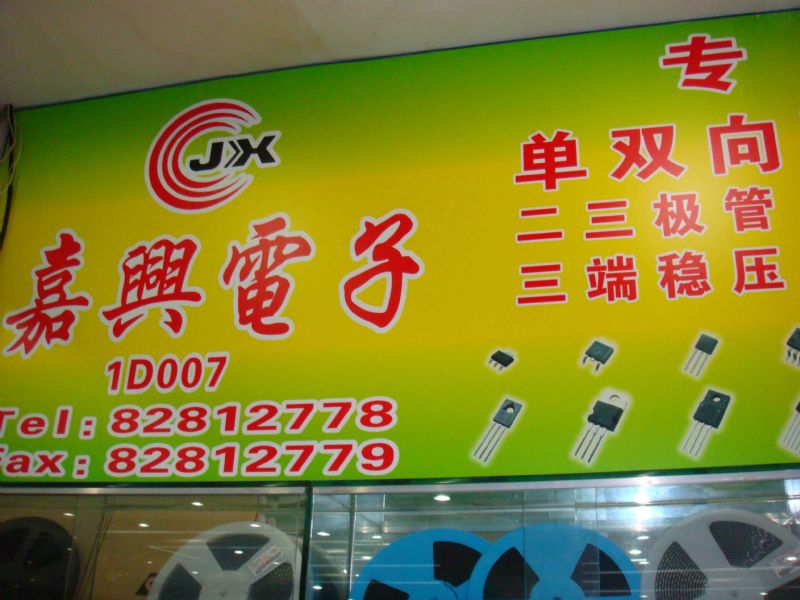 JX
嘉興電子
1D007
Tel:82812778
Fax:82812779
专
单双向
二三极管
三端稳压